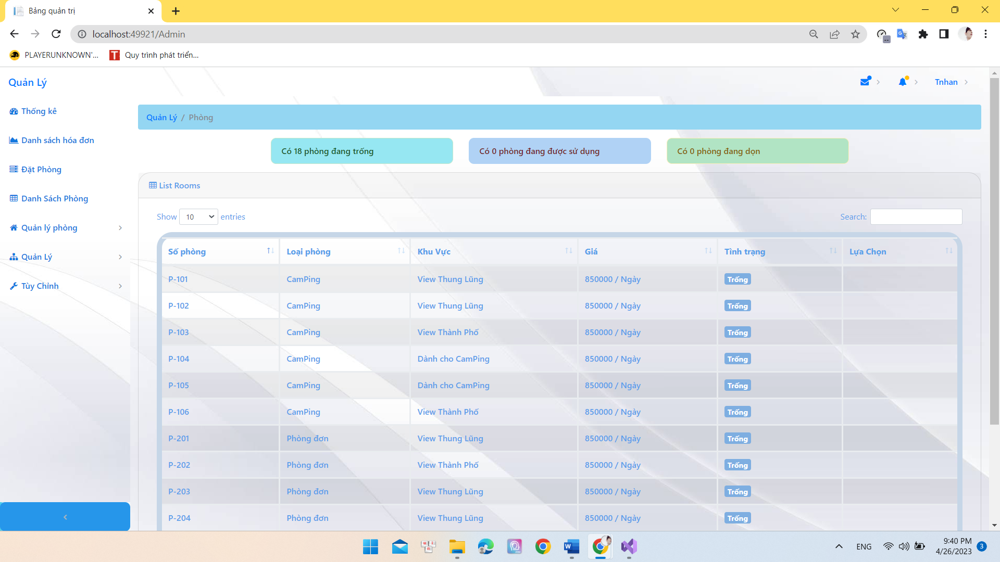 Bảng quản trị
localhost:49921/Admin
PLAYERUNKNOWN'...
Quy trình phát triển...
Quản Lý
Tnhan
Thống kê
Danh sách hóa đơn
Đặt Phòng
Danh Sách Phòng
Quản lý phòng
Quản Lý
Tùy Chỉnh
Quản Lý / Phòng
Có 18 phòng đang trống
Có 0 phòng đang được sử dụng
Có 0 phòng đang dọn
List Rooms
Show 10 entries
Search:
Số phòng Loại phòng Khu Vực Giá Tình trạng Lựa Chọn
P-101 CamPing View Thung Lũng 850000 / Ngày Trống
P-102 CamPing View Thung Lũng 850000 / Ngày Trống
P-103 CamPing View Thành Phố 850000 / Ngày Trống
P-104 CamPing Dành cho CamPing 850000 / Ngày Trống
P-105 CamPing Dành cho CamPing 850000 / Ngày Trống
P-106 CamPing View Thành Phố 850000 / Ngày Trống
P-201 Phòng đơn View Thung Lũng 850000 / Ngày Trống
P-202 Phòng đơn View Thành Phố 850000 / Ngày Trống
P-203 Phòng đơn View Thung Lũng 850000 / Ngày Trống
P-204 Phòng đơn View Thung Lũng 850000 / Ngày Trống
ENG
9:40 PM
4/26/2023
3